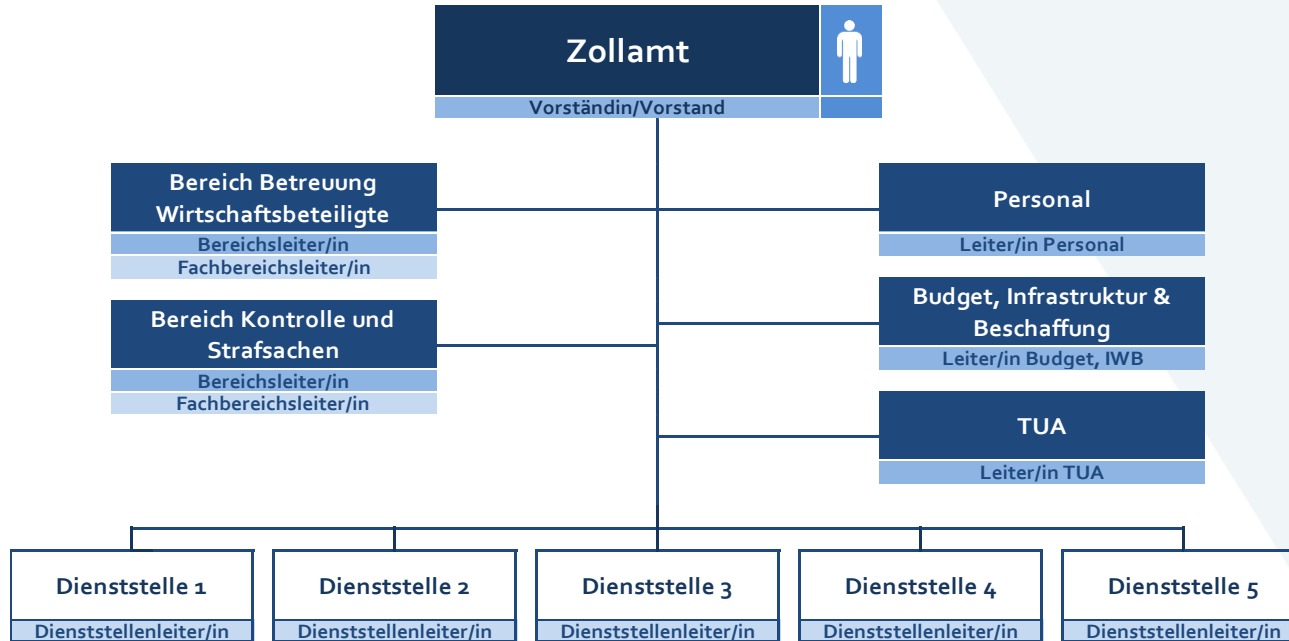 Zollamt
Vorständin/Vorstand
Bereich Betreuung
Wirtschaftsbeteiligte
Bereichsleiter/in
Fachbereichsleiter/in
Bereich Kontrolle und
Strafsachen
Bereichsleiter/in
Fachbereichsleiter/in
Personal
Leiter/in Personal
Budget, Infrastruktur &
Beschaffung
Leiter/in Budget, IWB
TUA
Leiter/in TUA
Dienststelle 1
Dienststellenleiter/in
Dienststelle 2
Dienststellenleiter/in
Dienststelle 3
Dienststellenleiter/in
Dienststelle 4
Dienststellenleiter/in
Dienststelle 5
Dienststellenleiter/in